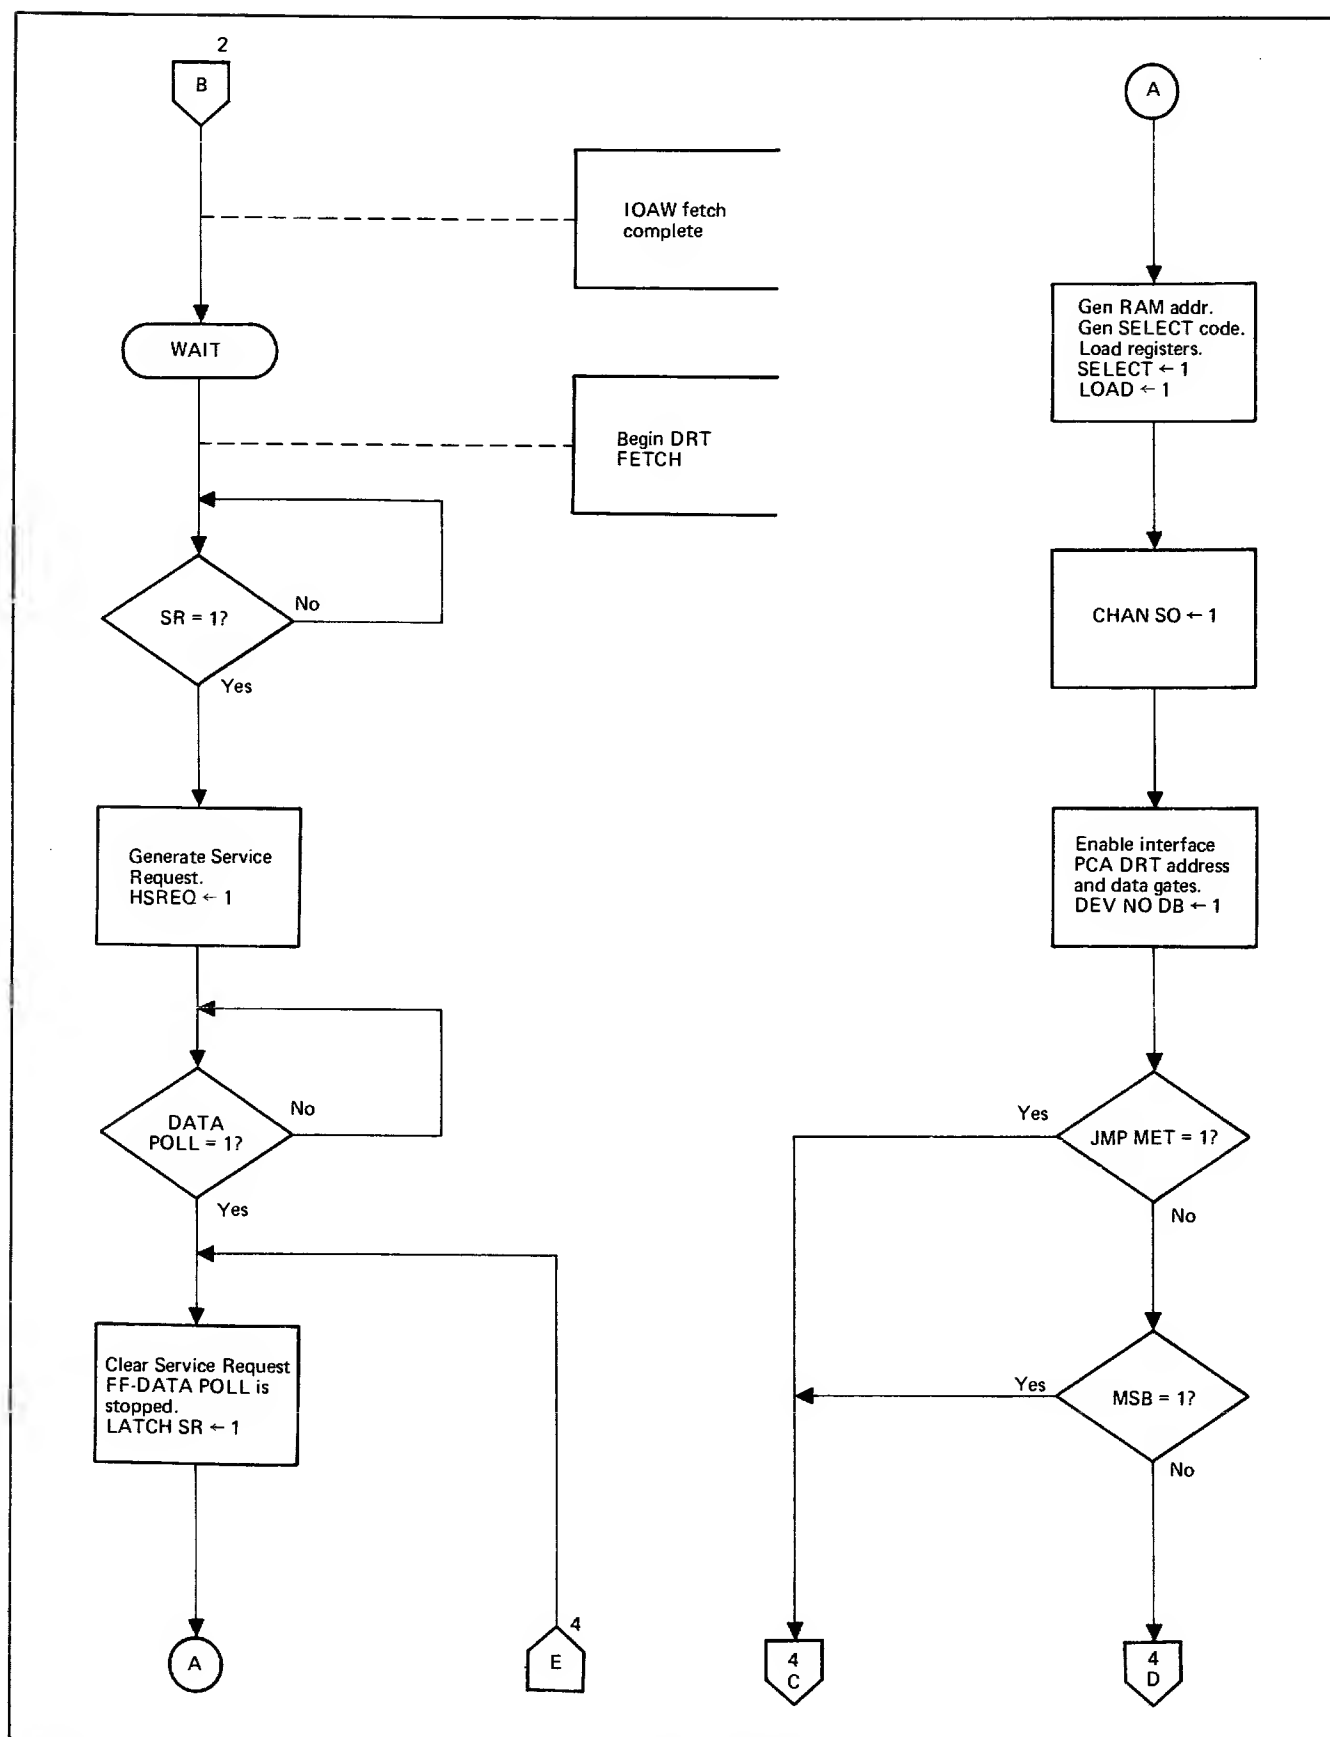 2
B
IOAW fetch
complete
WAIT
Begin DRT
FETCH
SR = 1?
No
Yes
Generate Service
Request.
HSREQ ← 1
DATA
POLL = 1?
No
Yes
Clear Service Request
FF-DATA POLL is
stopped.
LATCH SR ← 1
A
4
E
A
Gen RAM addr.
Gen SELECT code.
Load registers.
SELECT ← 1
LOAD ← 1
CHAN SO ← 1
Enable interface
PCA DRT address
and data gates.
DEV NO DB ← 1
JMP MET = 1?
Yes
No
MSB = 1?
Yes
No
4
C
4
D